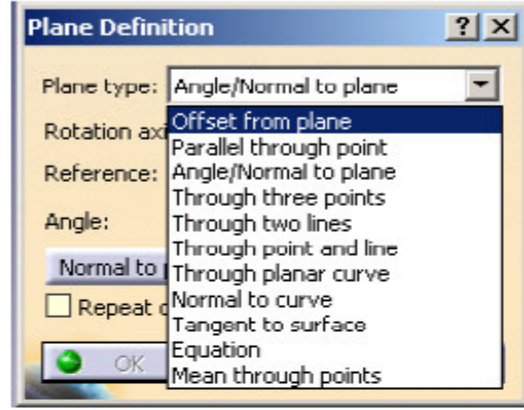 Plane Definition ? ×
Plane type: Angle/Normal to plane
Offset from plane
Parallel through point
Angle/Normal to plane
Through three points
Through two lines
Through point and line
Through planar curve
Normal to curve
Tangent to surface
Equation
Mean through points
Rotation axi
Reference:
Angle:
Normal to p
Repeat o
OK